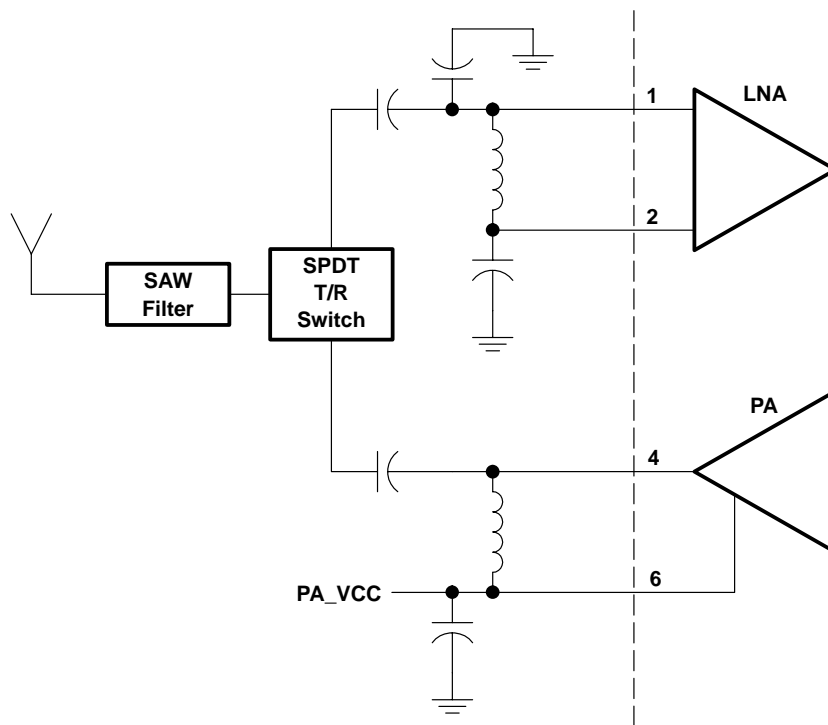 1
LNA
2
SAW
Filter
SPDT
T/R
Switch
PA
4
PA_VCC
6